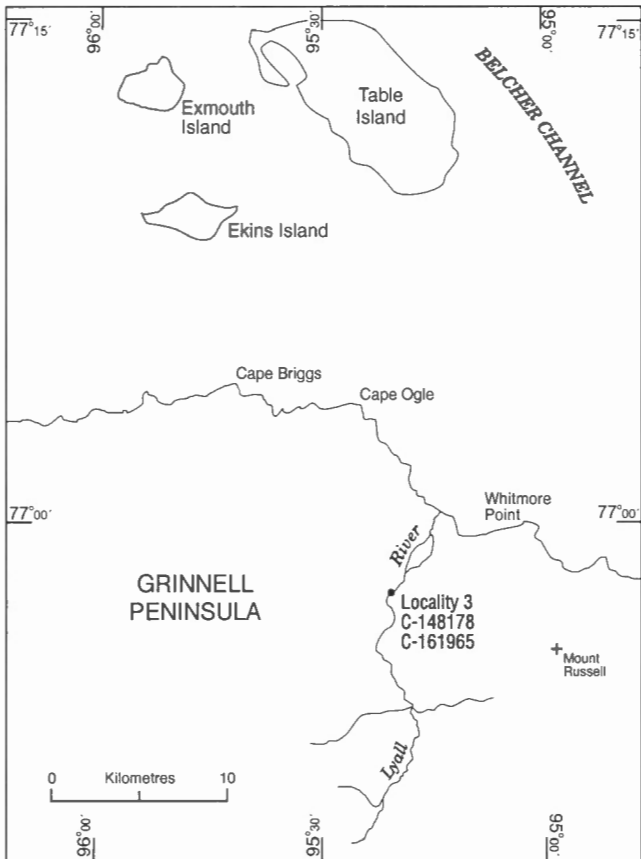 77°15′
96°00′
95°30′
95°00′
77°15′
Exmouth
Island
Table
Island
BELCHER CHANNEL
Ekins Island
Cape Briggs
Cape Ogle
Whitmore
Point
77°00′
77°00′
River
GRINNELL
PENINSULA
Locality 3
C-148178
C-161965
Mount
Russell
Lyall
0 Kilometres 10
96°00′
95°30′
95°00′